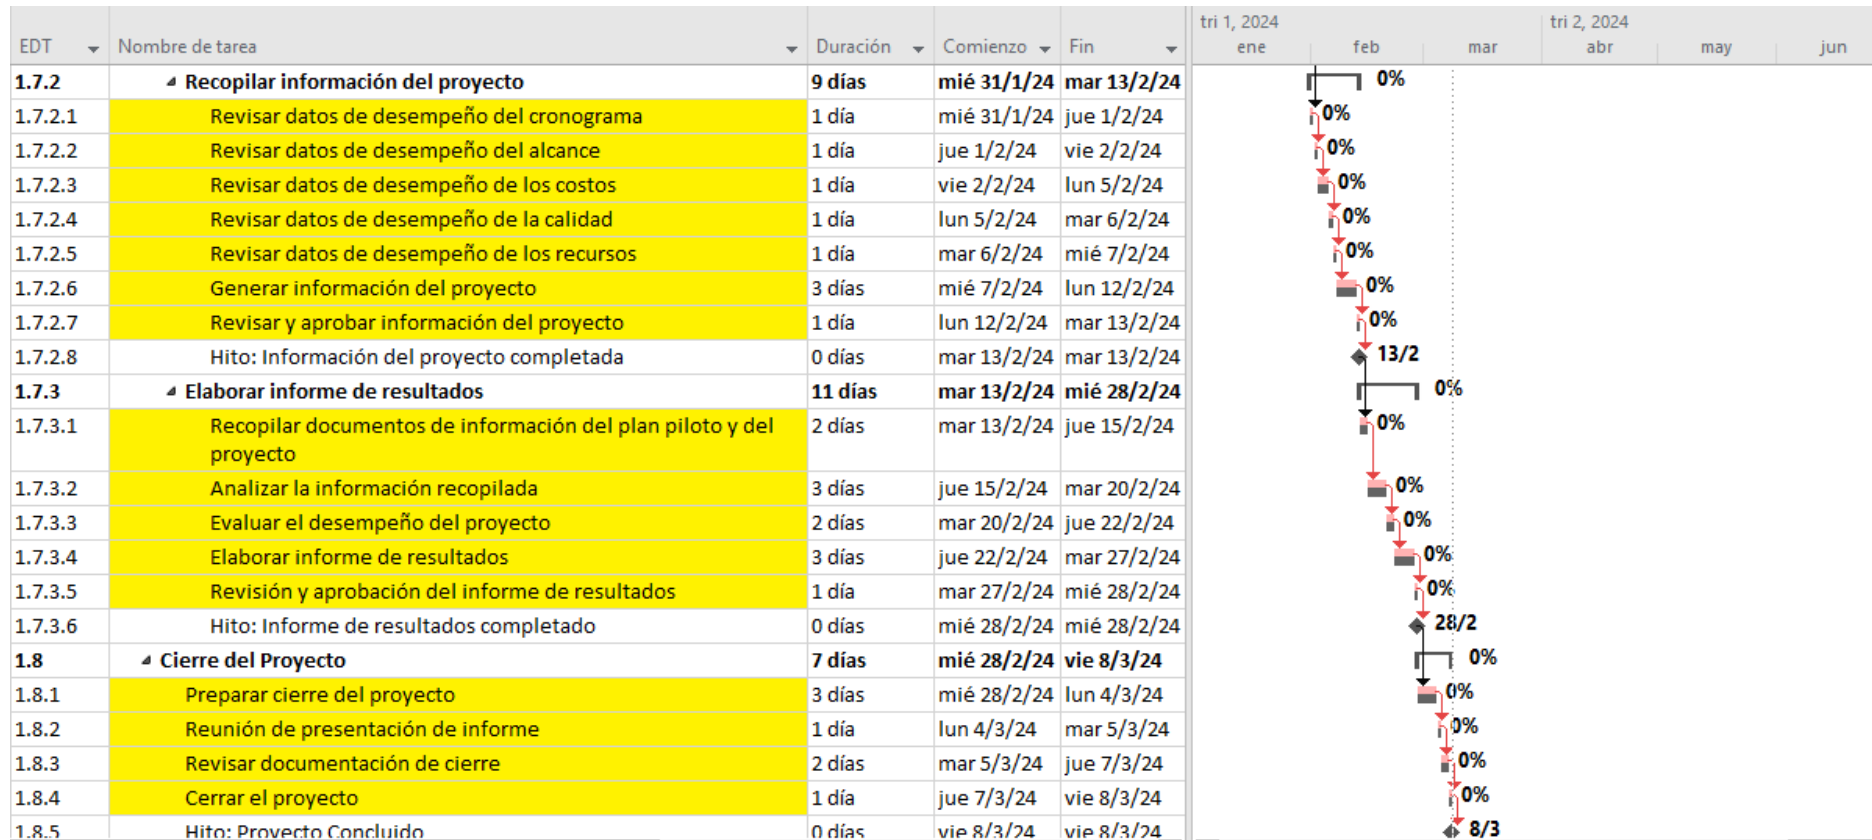 tri 1, 2024 tri 2, 2024
EDT Nombre de tarea Duración Comienzo Fin ene feb mar abr may jun
1.7.2 Recopilar información del proyecto 9 días mié 31/1/24 mar 13/2/24 0%
1.7.2.1 Revisar datos de desempeño del cronograma 1 día mié 31/1/24 jue 1/2/24 0%
1.7.2.2 Revisar datos de desempeño del alcance 1 día jue 1/2/24 vie 2/2/24 0%
1.7.2.3 Revisar datos de desempeño de los costos 1 día vie 2/2/24 lun 5/2/24 0%
1.7.2.4 Revisar datos de desempeño de la calidad 1 día lun 5/2/24 mar 6/2/24 0%
1.7.2.5 Revisar datos de desempeño de los recursos 1 día mar 6/2/24 mié 7/2/24 0%
1.7.2.6 Generar información del proyecto 3 días mié 7/2/24 lun 12/2/24 0%
1.7.2.7 Revisar y aprobar información del proyecto 1 día lun 12/2/24 mar 13/2/24 0%
1.7.2.8 Hito: Información del proyecto completada 0 días mar 13/2/24 mar 13/2/24 13/2
1.7.3 Elaborar informe de resultados 11 días mar 13/2/24 mié 28/2/24 0%
1.7.3.1 Recopilar documentos de información del plan piloto y del 2 días mar 13/2/24 jue 15/2/24 0%
proyecto
1.7.3.2 Analizar la información recopilada 3 días jue 15/2/24 mar 20/2/24 0%
1.7.3.3 Evaluar el desempeño del proyecto 2 días mar 20/2/24 jue 22/2/24 0%
1.7.3.4 Elaborar informe de resultados 3 días jue 22/2/24 mar 27/2/24 0%
1.7.3.5 Revisión y aprobación del informe de resultados 1 día mar 27/2/24 mié 28/2/24 0%
1.7.3.6 Hito: Informe de resultados completado 0 días mié 28/2/24 mié 28/2/24 28/2
1.8 Cierre del Proyecto 7 días mié 28/2/24 vie 8/3/24 0%
1.8.1 Preparar cierre del proyecto 3 días mié 28/2/24 lun 4/3/24 0%
1.8.2 Reunión de presentación de informe 1 día lun 4/3/24 mar 5/3/24 0%
1.8.3 Revisar documentación de cierre 2 días mar 5/3/24 jue 7/3/24 0%
1.8.4 Cerrar el proyecto 1 día jue 7/3/24 vie 8/3/24 0%
1.8.5 Hito: Proyecto Concluido 0 días vie 8/3/24 vie 8/3/24 8/3